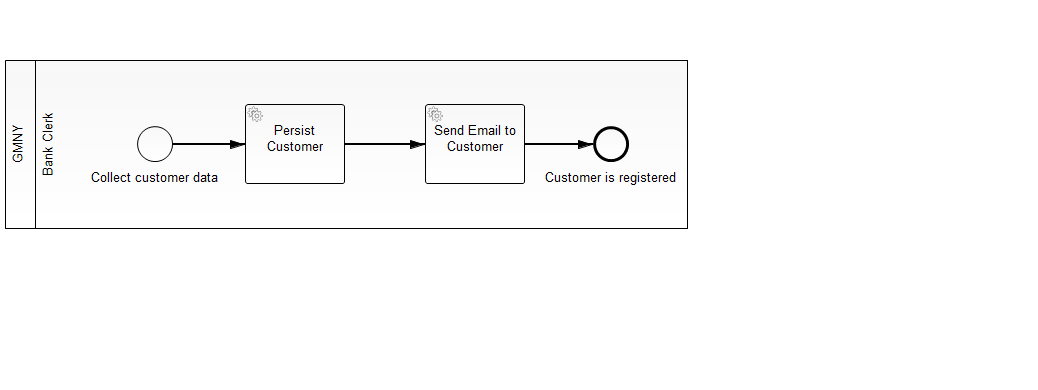 GMNY
Bank Clerk
Collect customer data
Persist
Customer
Send Email to
Customer
Customer is registered